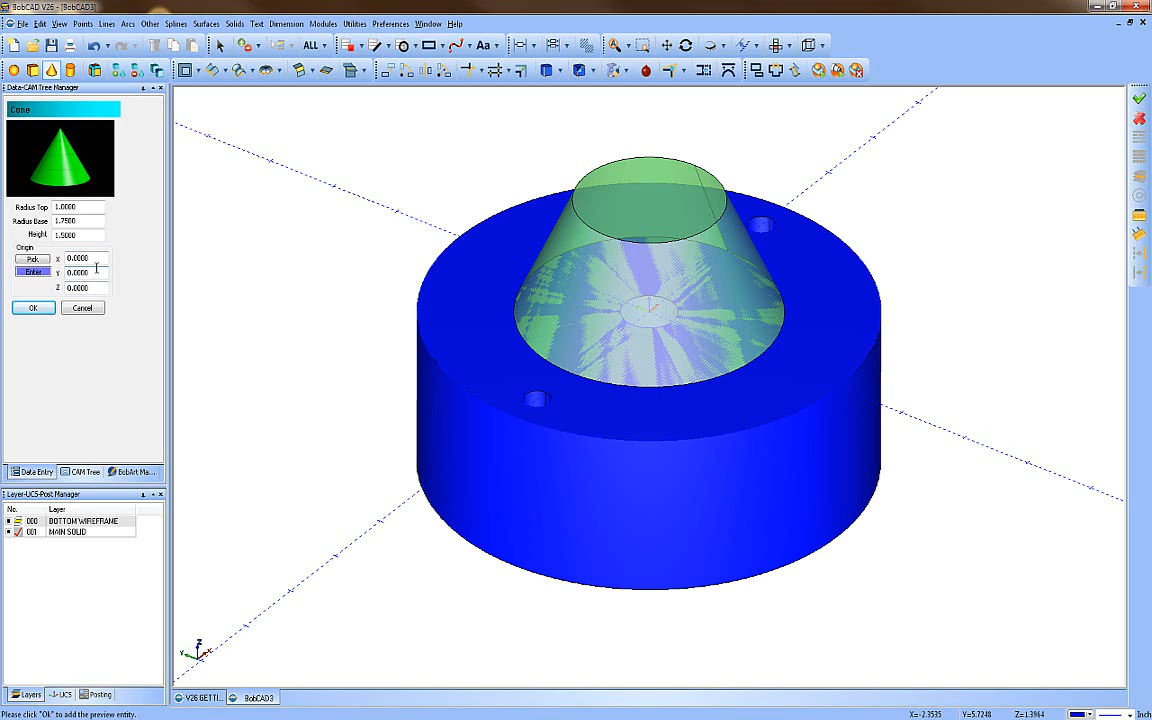 BobCAD V26 - [BobCAD3]
File Edit View Points Lines Arcs Other Splines Surfaces Solids Text Dimension Modules Utilities Preferences Window Help
ALL Aa
Data-CAM Tree Manager
Cone
Radius Top 1.0000
Radius Base 1.7500
Height 1.5000
Origin
Pick X 0.0000
Enter Y 0.0000
Z 0.0000
OK Cancel
Data Entry CAM Tree BobArt Ma...
Layer-UCS-Post Manager
No. Layer
000 BOTTOM WIREFRAME
001 MAIN SOLID
Z
Y X
Layers UCS Posting
V26 GETTI... BobCAD3
Please click "Ok" to add the preview entity. X=-2.3535 Y=5.7248 Z=1.3964 Inch